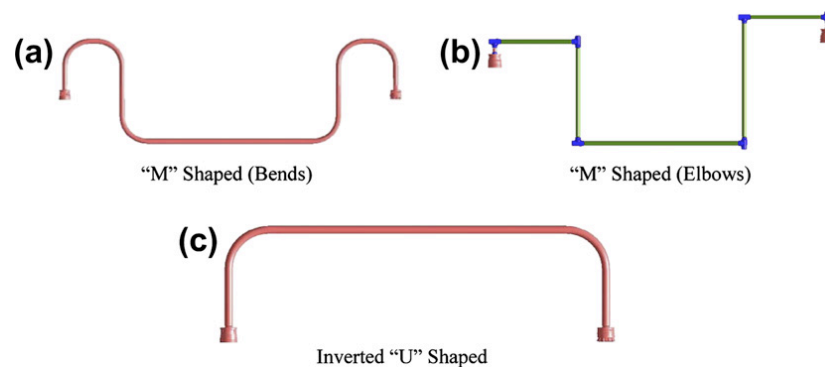 (a)
(b)
“M” Shaped (Bends)
“M” Shaped (Elbows)
(c)
Inverted “U” Shaped